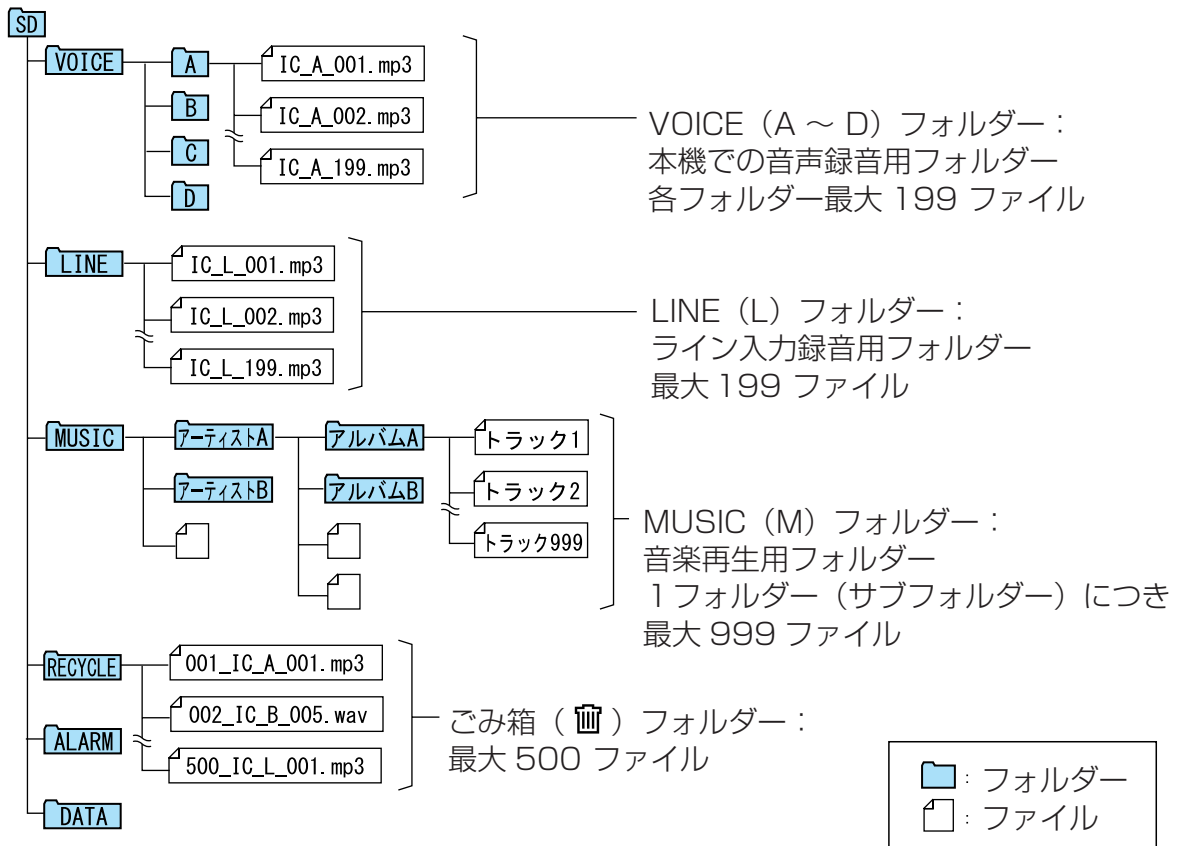 SD
VOICE
A
B
C
D
IC_A_001.mp3
IC_A_002.mp3
IC_A_199.mp3
VOICE（A ～ D）フォルダー：
本機での音声録音用フォルダー
各フォルダー最大 199 ファイル
LINE
IC_L_001.mp3
IC_L_002.mp3
IC_L_199.mp3
LINE（L）フォルダー：
ライン入力録音用フォルダー
最大 199 ファイル
MUSIC
アーティストA
アーティストB
アルバムA
アルバムB
トラック1
トラック2
トラック999
MUSIC（M）フォルダー：
音楽再生用フォルダー
1フォルダー（サブフォルダー）につき
最大 999 ファイル
RECYCLE
001_IC_A_001.mp3
002_IC_B_005.wav
500_IC_L_001.mp3
ごみ箱（ ）フォルダー：
最大 500 ファイル
ALARM
DATA
：フォルダー
：ファイル